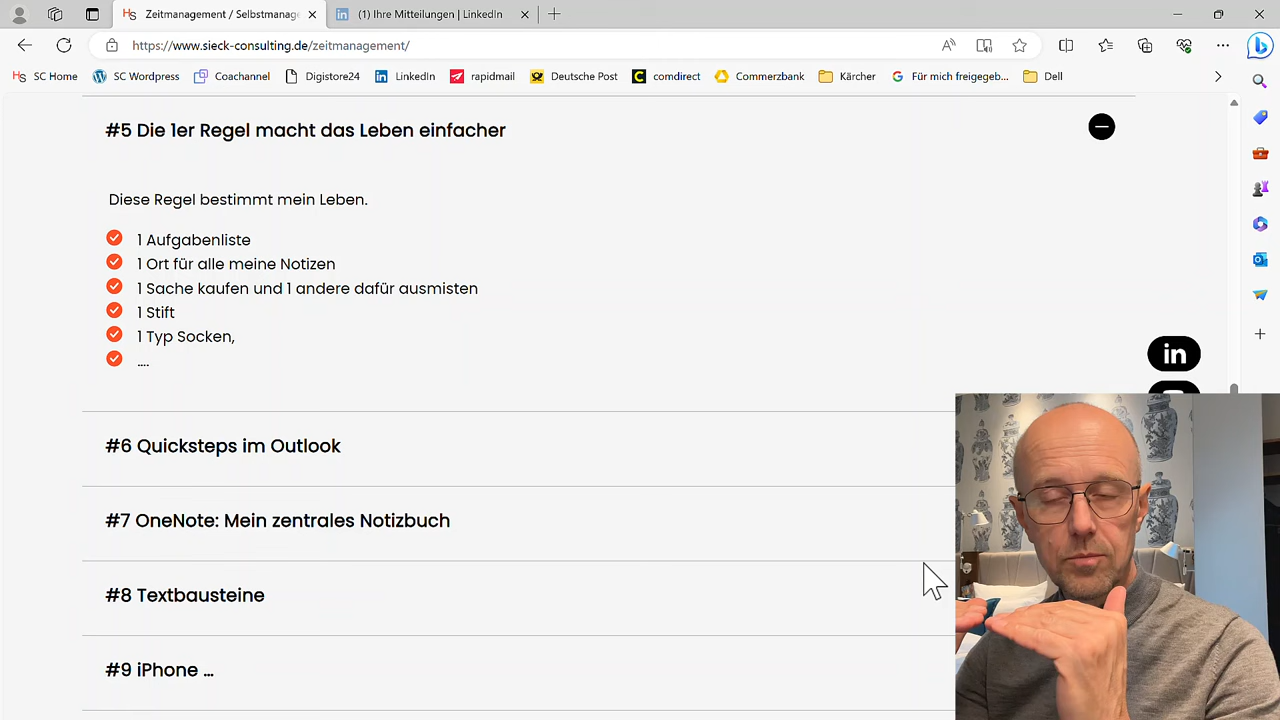 Zeitmanagement / Selbstmanage
(1) Ihre Mitteilungen | LinkedIn
https://www.sieck-consulting.de/zeitmanagement/
SC Home
SC Wordpress
Coachannel
Digistore24
LinkedIn
rapidmail
Deutsche Post
comdirect
Commerzbank
Kärcher
Für mich freigegeb...
Dell
#5 Die 1er Regel macht das Leben einfacher
Diese Regel bestimmt mein Leben.
1 Aufgabenliste
1 Ort für alle meine Notizen
1 Sache kaufen und 1 andere dafür ausmisten
1 Stift
1 Typ Socken,
....
in
#6 Quicksteps im Outlook
#7 OneNote: Mein zentrales Notizbuch
#8 Textbausteine
#9 iPhone ...